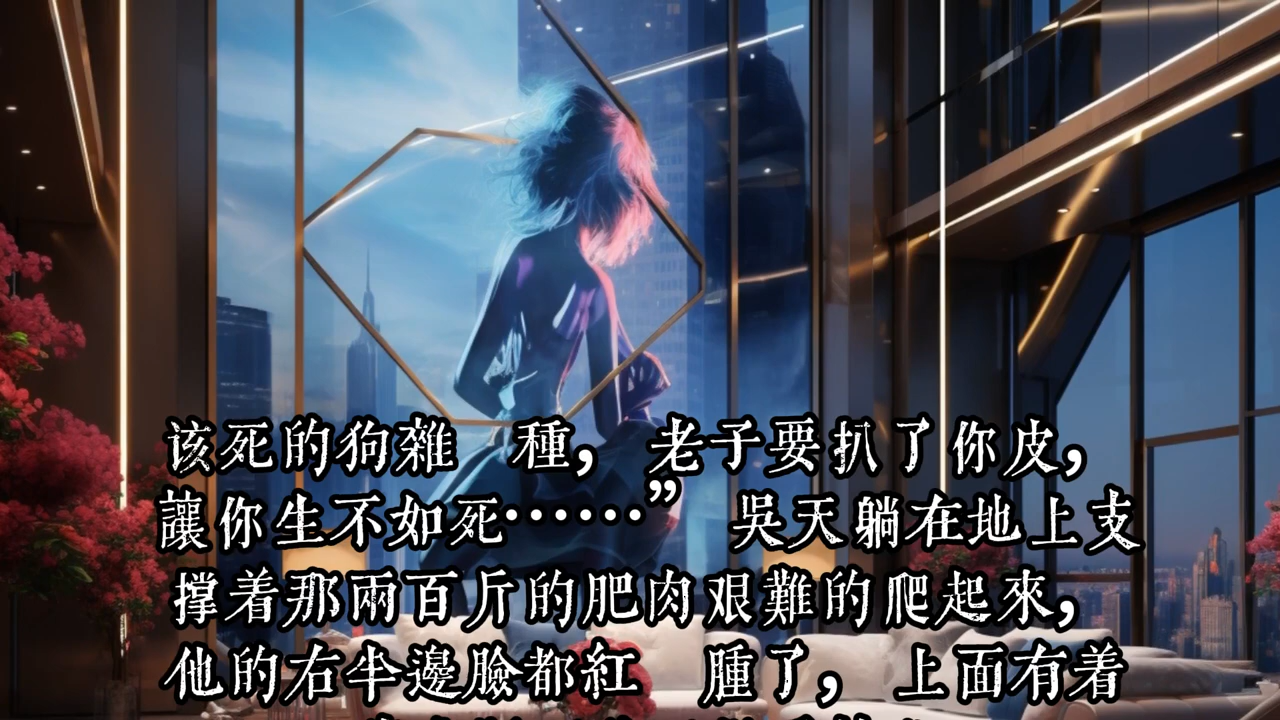 该死的狗雜 種, 老子要扒了你皮,
讓你生不如死……” 吳天躺在地上支
撑着那兩百斤的肥肉艰難的爬起來,
他的右半邊臉都紅 腫了, 上面有着